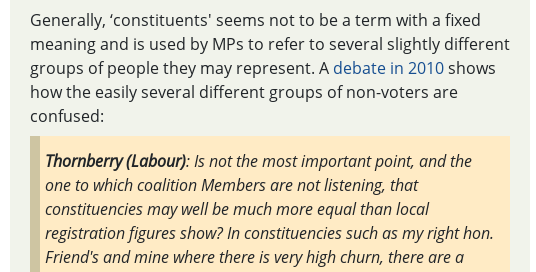 Generally, ‘constituents' seems not to be a term with a fixed
meaning and is used by MPs to refer to several slightly different
groups of people they may represent. A debate in 2010 shows
how the easily several different groups of non-voters are
confused:
Thornberry (Labour): Is not the most important point, and the
one to which coalition Members are not listening, that
constituencies may well be much more equal than local
registration figures show? In constituencies such as my right hon.
Friend's and mine where there is very high churn, there are a